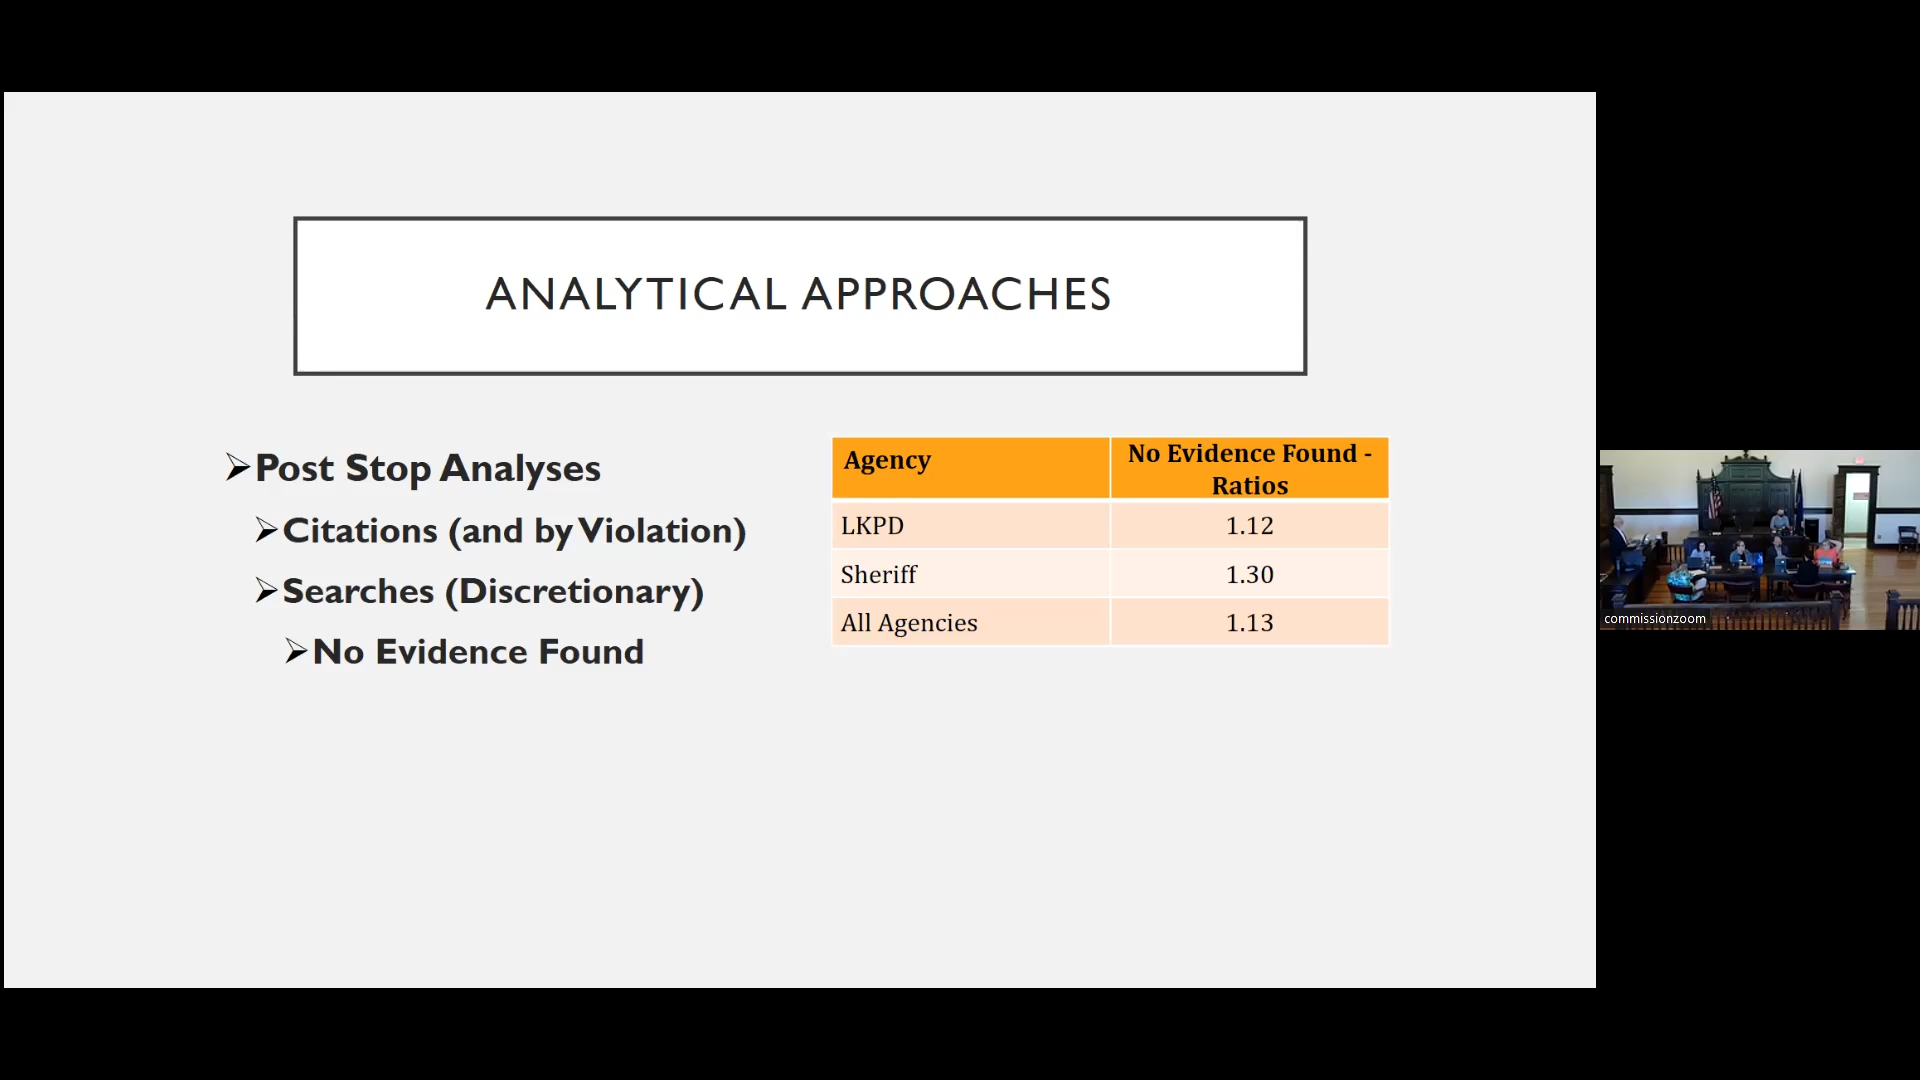 ANALYTICAL APPROACHES
➢Post Stop Analyses
➢Citations (and by Violation)
➢Searches (Discretionary)
➢No Evidence Found
Agency
No Evidence Found -
Ratios
LKPD 1.12
Sheriff 1.30
All Agencies 1.13
commissionzoom